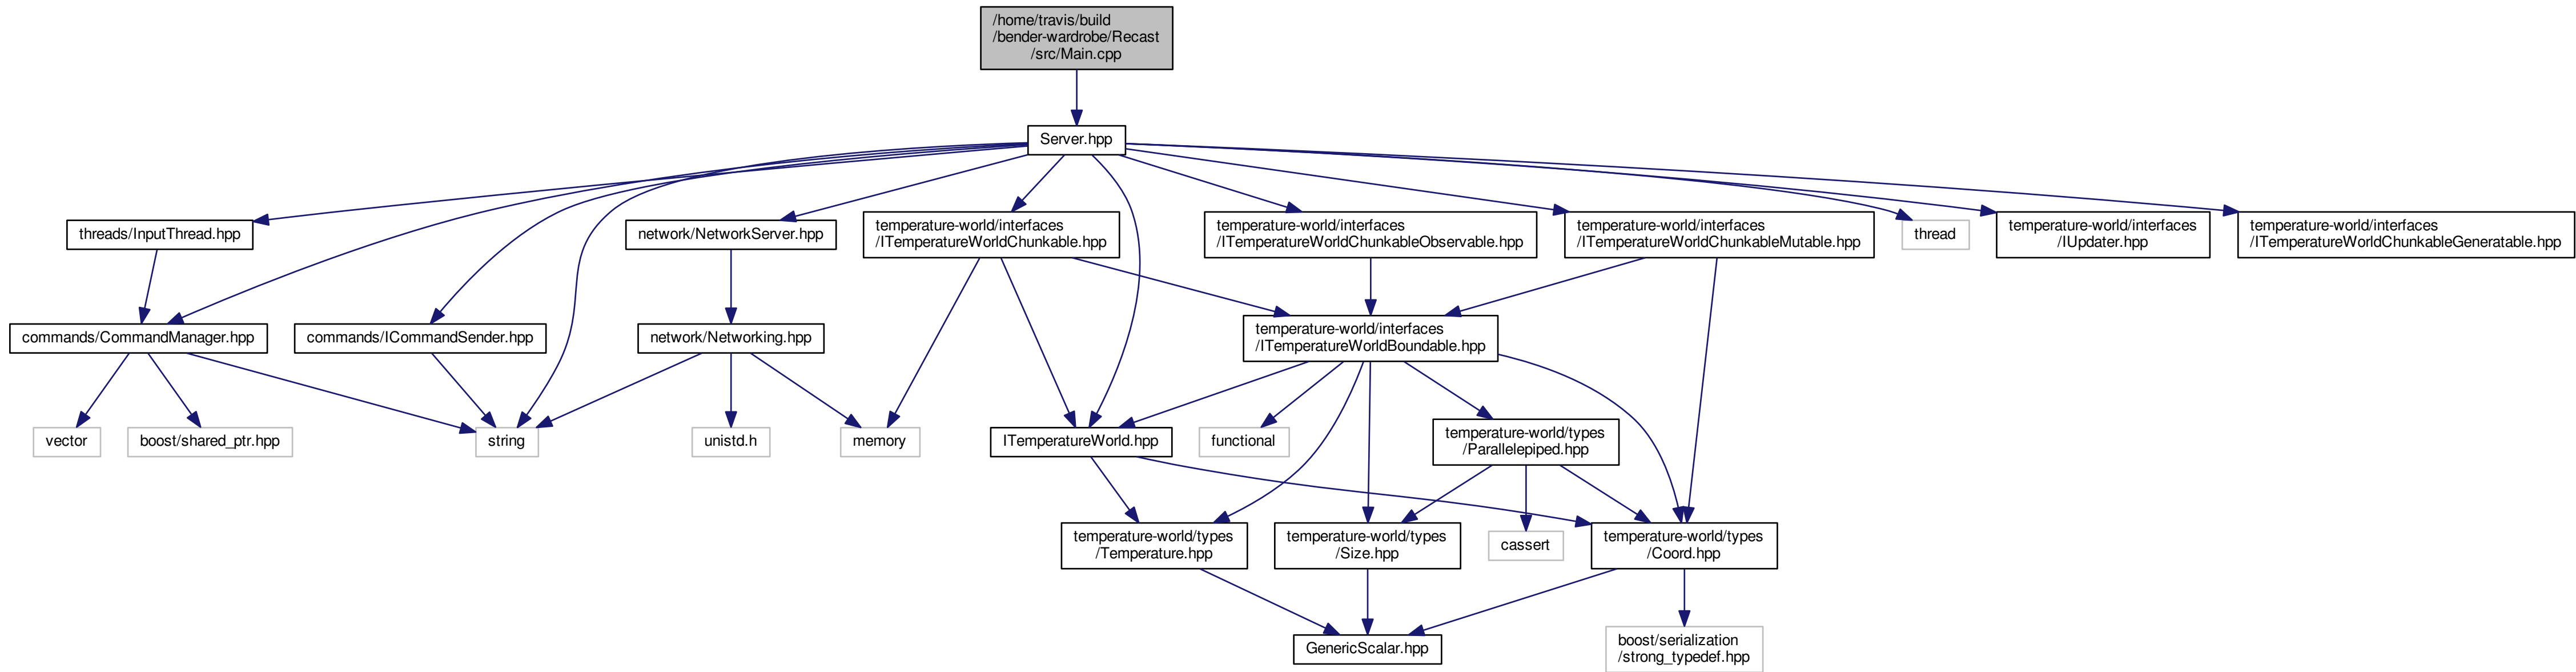 /home/travis/build
/bender-wardrobe/Recast
/src/Main.cpp
Server.hpp
threads/InputThread.hpp
network/NetworkServer.hpp
temperature-world/interfaces
/ITemperatureWorldChunkable.hpp
temperature-world/interfaces
/ITemperatureWorldChunkableObservable.hpp
temperature-world/interfaces
/ITemperatureWorldChunkableMutable.hpp
thread
temperature-world/interfaces
/IUpdater.hpp
temperature-world/interfaces
/ITemperatureWorldChunkableGeneratable.hpp
commands/CommandManager.hpp
commands/ICommandSender.hpp
network/Networking.hpp
temperature-world/interfaces
/ITemperatureWorldBoundable.hpp
vector
boost/shared_ptr.hpp
string
unistd.h
memory
ITemperatureWorld.hpp
functional
temperature-world/types
/Parallelepiped.hpp
temperature-world/types
/Temperature.hpp
temperature-world/types
/Size.hpp
cassert
temperature-world/types
/Coord.hpp
GenericScalar.hpp
boost/serialization
/strong_typedef.hpp